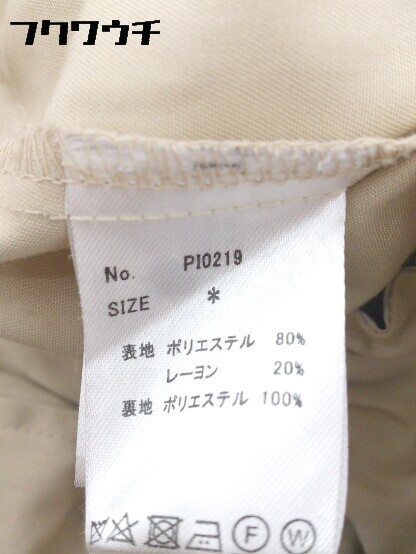 フクワウチ
No. PI0219
SIZE *
表地 ポリエステル 80%
レーヨン 20%
裏地 ポリエステル 100%
F W